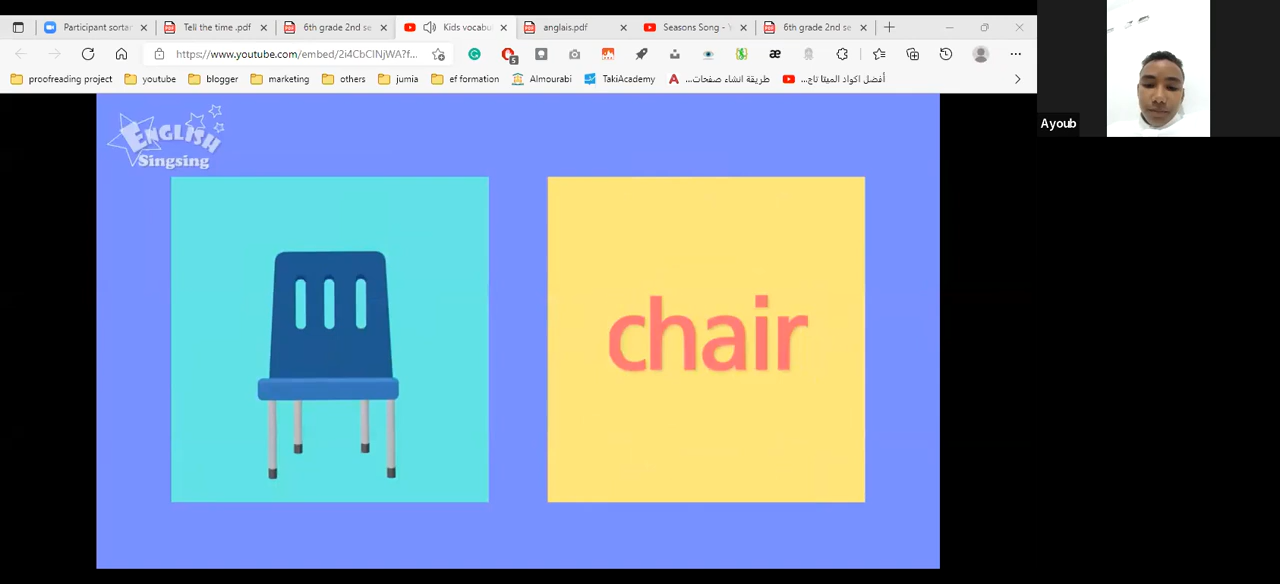 Participant sortar
Tell the time .pdf
6th grade 2nd se
Kids vocabu
anglais.pdf
Seasons Song - Y
6th grade 2nd se
https://www.youtube.com/embed/2i4CbClNjWA?f...
5
æ
proofreading project
youtube
blogger
marketing
others
jumia
ef formation
Almourabi
TakiAcademy
طريقة انشاء صفحات...
أفضل اكواد الميتا تاج...
Ayoub
ENGLISH
Singsing
chair